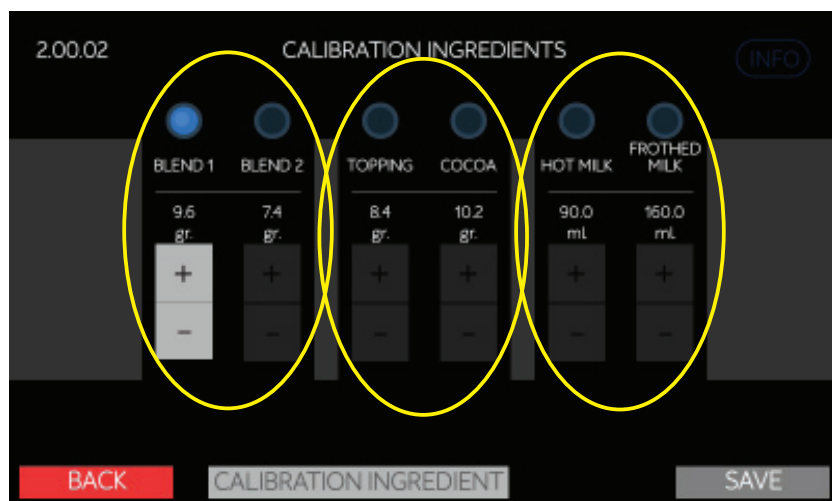 2.00.02
CALIBRATION INGREDIENTS
INFO
BLEND 1
BLEND 2
TOPPING
COCOA
HOT MILK
FROTHED
MILK
9.6
gr.
7.4
gr.
8.4
gr.
10.2
gr.
90.0
ml.
160.0
ml.
+ + + + + +
- - - - - -
BACK
CALIBRATION INGREDIENT
SAVE